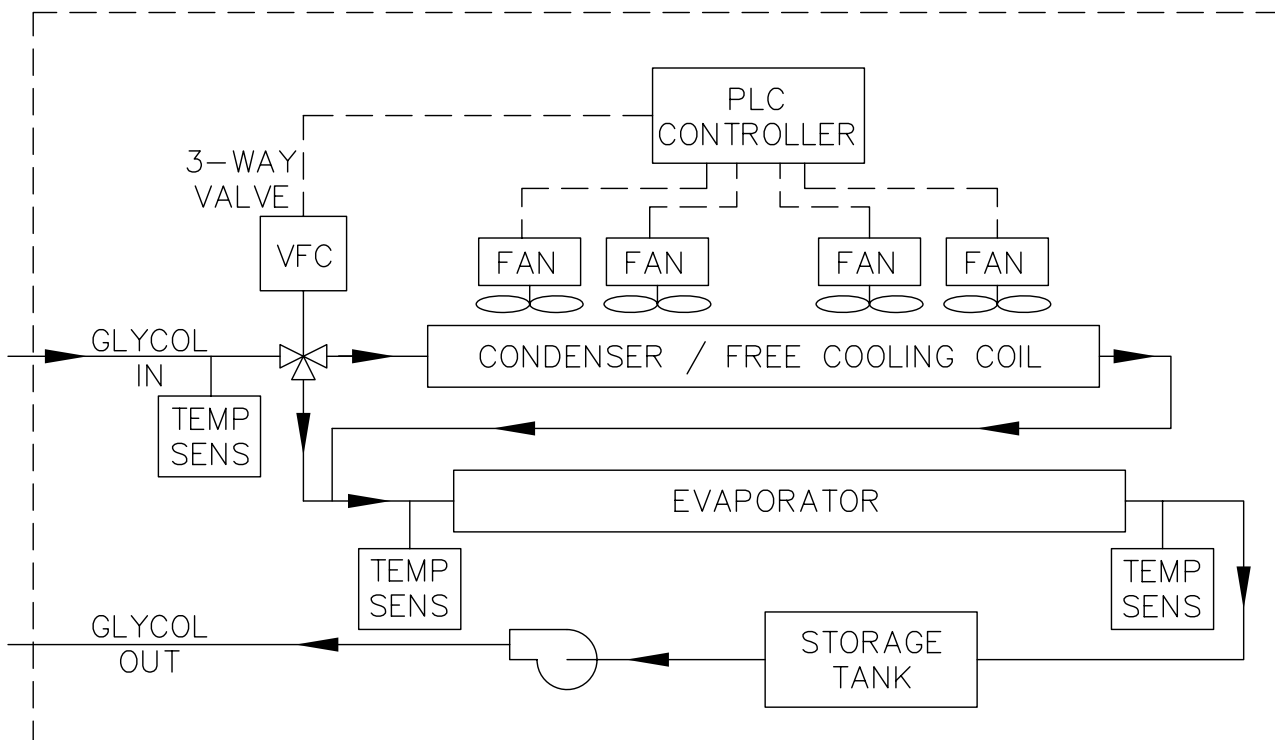 PLC
CONTROLLER
3-WAY
VALVE
VFC
FAN
FAN
FAN
FAN
GLYCOL
IN
CONDENSER / FREE COOLING COIL
TEMP
SENS
EVAPORATOR
TEMP
SENS
TEMP
SENS
GLYCOL
OUT
STORAGE
TANK